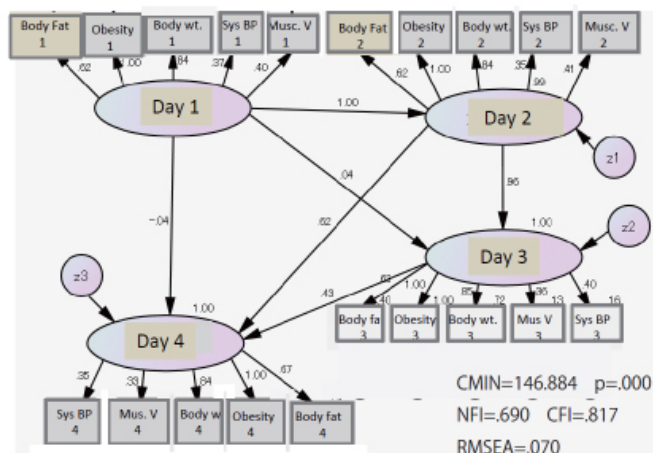 Body Fat Obesity Body wt. Sys BP Musc. V Body Fat Obesity Body wt. Sys BP Musc. V
1 1 1 1 1 2 2 2 2 2
.62 1.00 .84 .37 .40 .62 1.00 .84 .35 .41
.99
Day 1 1.00 Day 2
z1
.04
.96
-.04 .62 1.00 z2
Day 3
z3 .43 .63 1.00 .85 .36 .40
1.00 .40 1.00 .72 13 16
Body fa Obesity Body wt. Mus V Sys BP
3 3 3 3 3
Day 4
.35 .33 .84 1.00 .67
CMIN=146.884 p=.000
Sys BP Mus. V Body w Obesity Body fat
4 4 4 4 4
NFI=.690 CFI=.817
RMSEA=.070